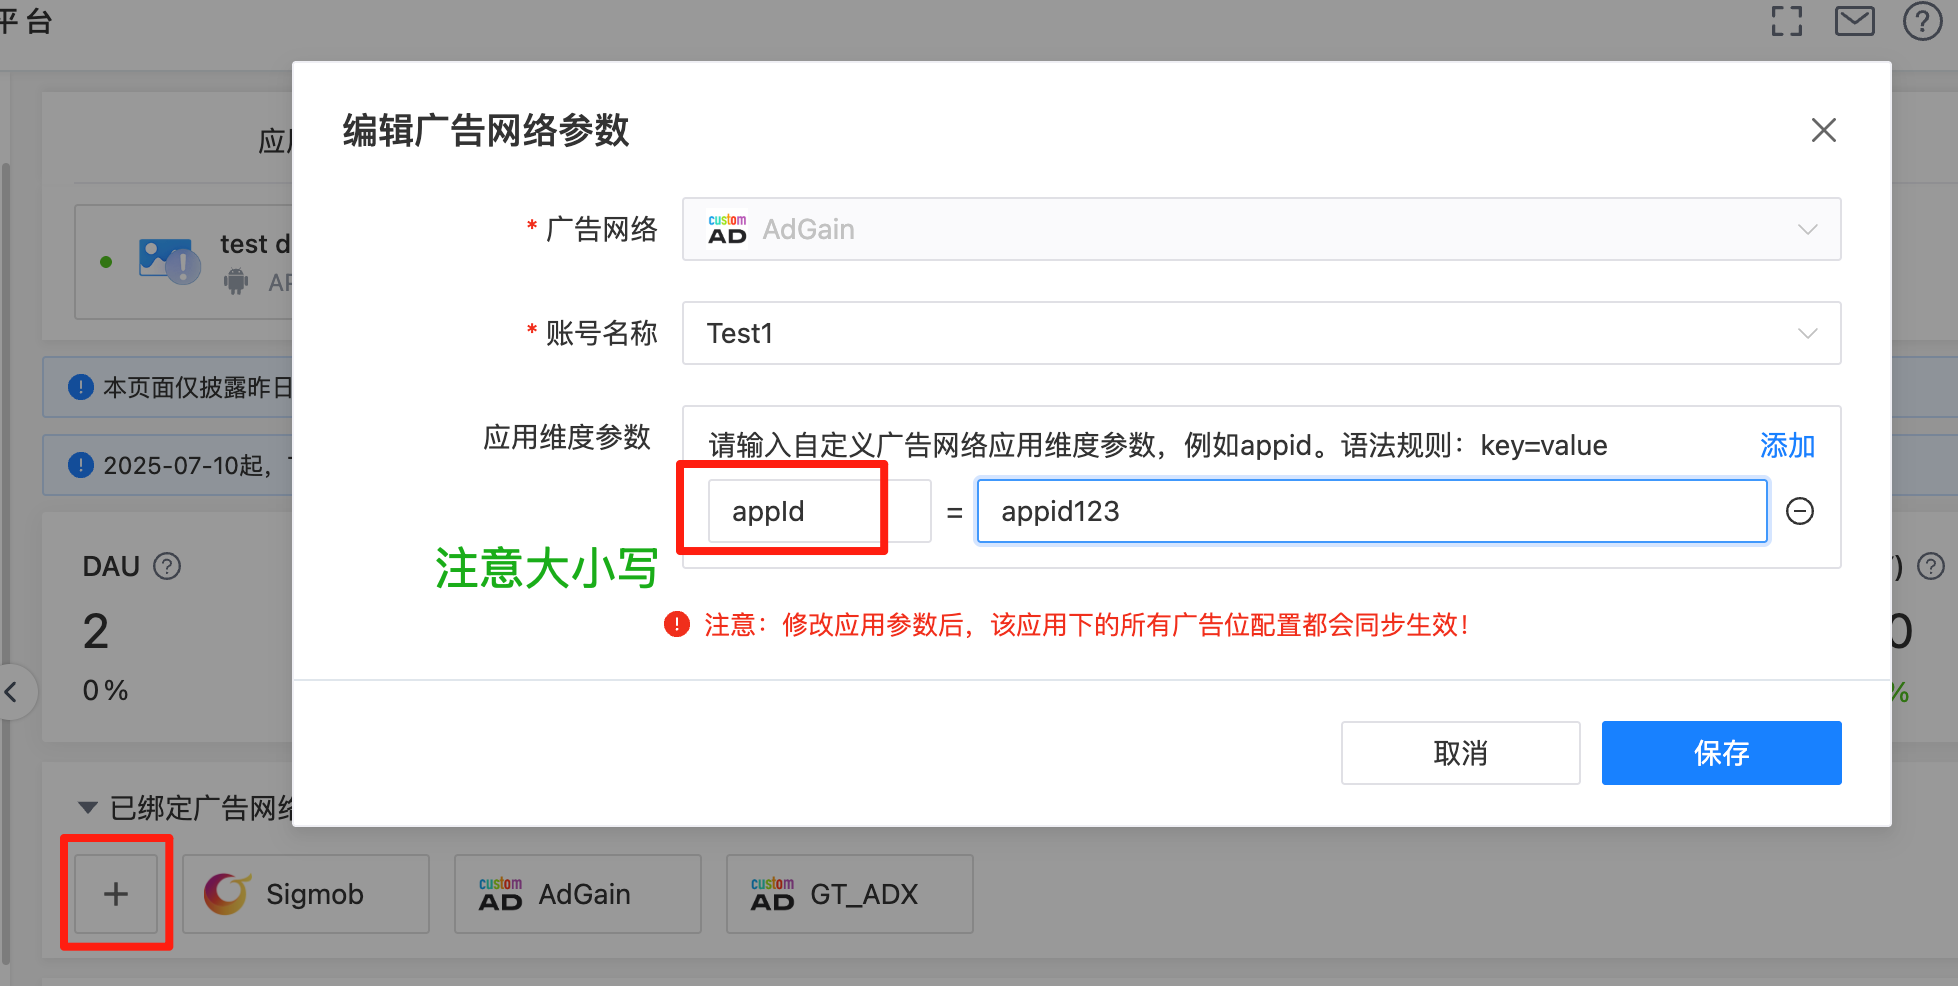 平台
编辑广告网络参数
* 广告网络
custom
AD
AdGain
* 账号名称
Test1
应用维度参数
请输入自定义广告网络应用维度参数，例如appid。语法规则：key=value
添加
appId
=
appid123
注意大小写
注意：修改应用参数后，该应用下的所有广告位配置都会同步生效！
取消
保存
test d
本页面仅披露昨日
2025-07-10起，
DAU
2
0%
已绑定广告网络
Sigmob
custom
AD
AdGain
custom
AD
GT_ADX